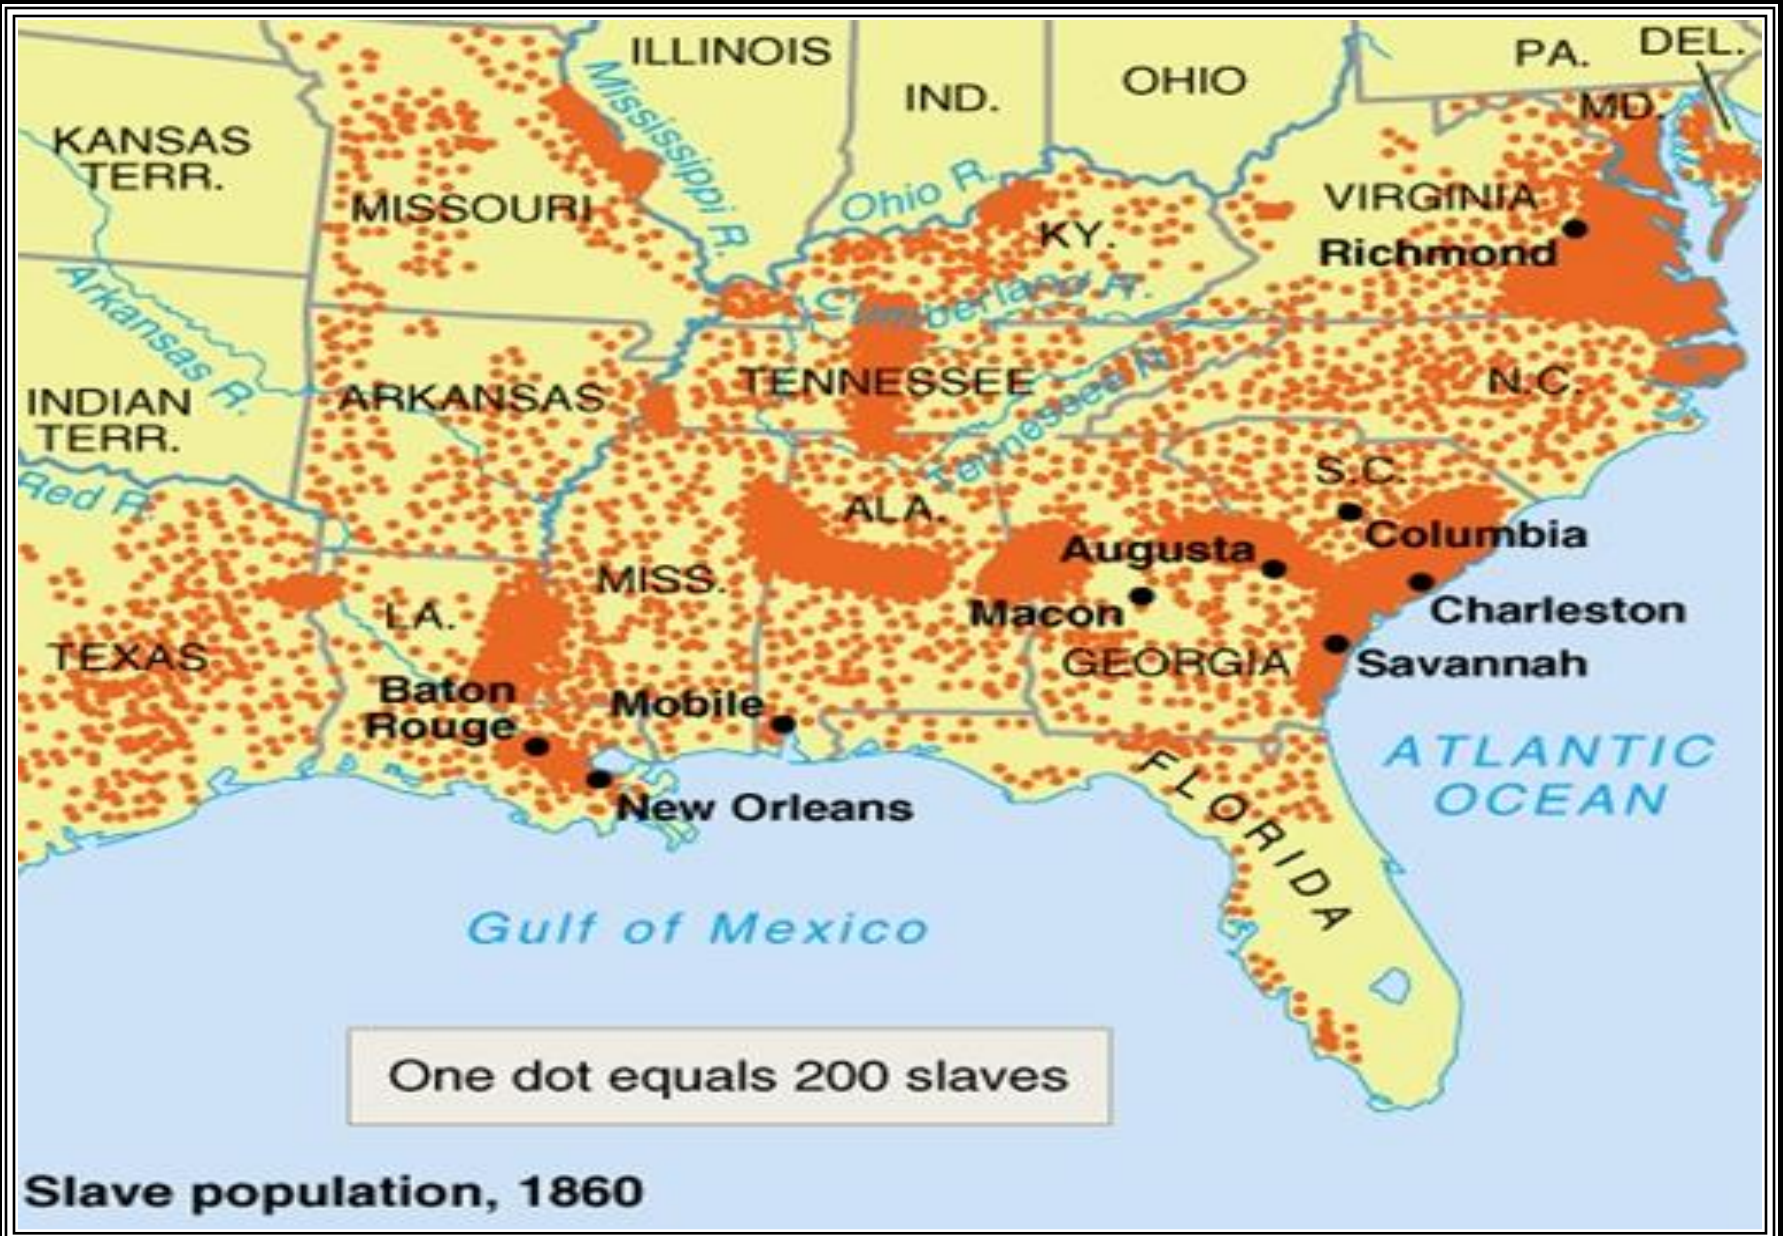 ILLINOIS
IND.
OHIO
PA.
DEL.
MD.
KANSAS
TERR.
MISSOURI
Mississippi R.
Ohio R.
KY.
VIRGINIA
Richmond
Cumberland R.
Arkansas R.
INDIAN
TERR.
ARKANSAS
TENNESSEE
Tennessee R.
N.C.
Red R.
S.C.
Columbia
ALA.
Augusta
MISS.
Macon
Charleston
LA.
TEXAS
GEORGIA
Savannah
Baton
Rouge
Mobile
New Orleans
FLORIDA
ATLANTIC
OCEAN
Gulf of Mexico
One dot equals 200 slaves
Slave population, 1860